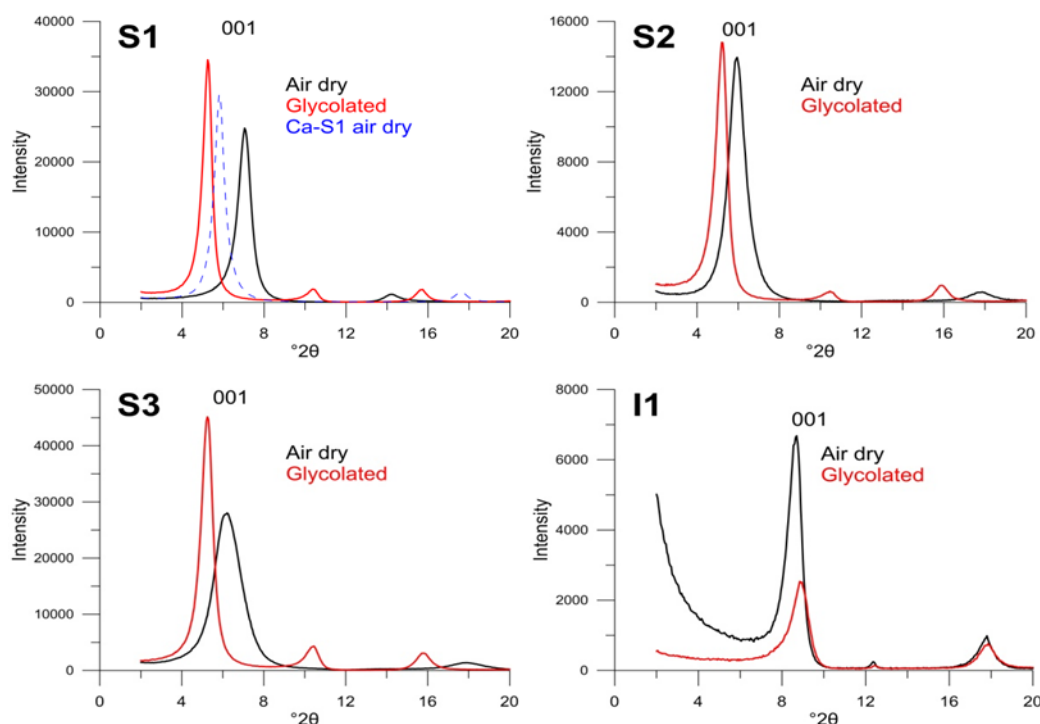 S1
001
Air dry
Glycolated
Ca-S1 air dry
Intensity
40000
30000
20000
10000
0
0 4 8 12 16 20
°2θ
S2
001
Air dry
Glycolated
Intensity
16000
12000
8000
4000
0
0 4 8 12 16 20
°2θ
S3
001
Air dry
Glycolated
Intensity
50000
40000
30000
20000
10000
0
0 4 8 12 16 20
°2θ
I1
001
Air dry
Glycolated
Intensity
8000
6000
4000
2000
0
0 4 8 12 16 20
°2θ